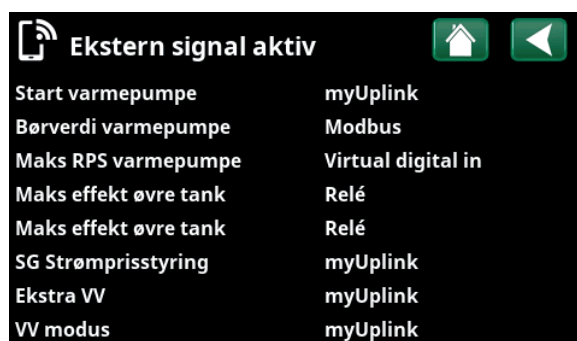 Ekstern signal aktiv
Start varmepumpe myUplink
Børverdi varmepumpe Modbus
Maks RPS varmepumpe Virtual digital in
Maks effekt øvre tank Relé
Maks effekt øvre tank Relé
SG Strømprisstyring myUplink
Ekstra VV myUplink
VV modus myUplink